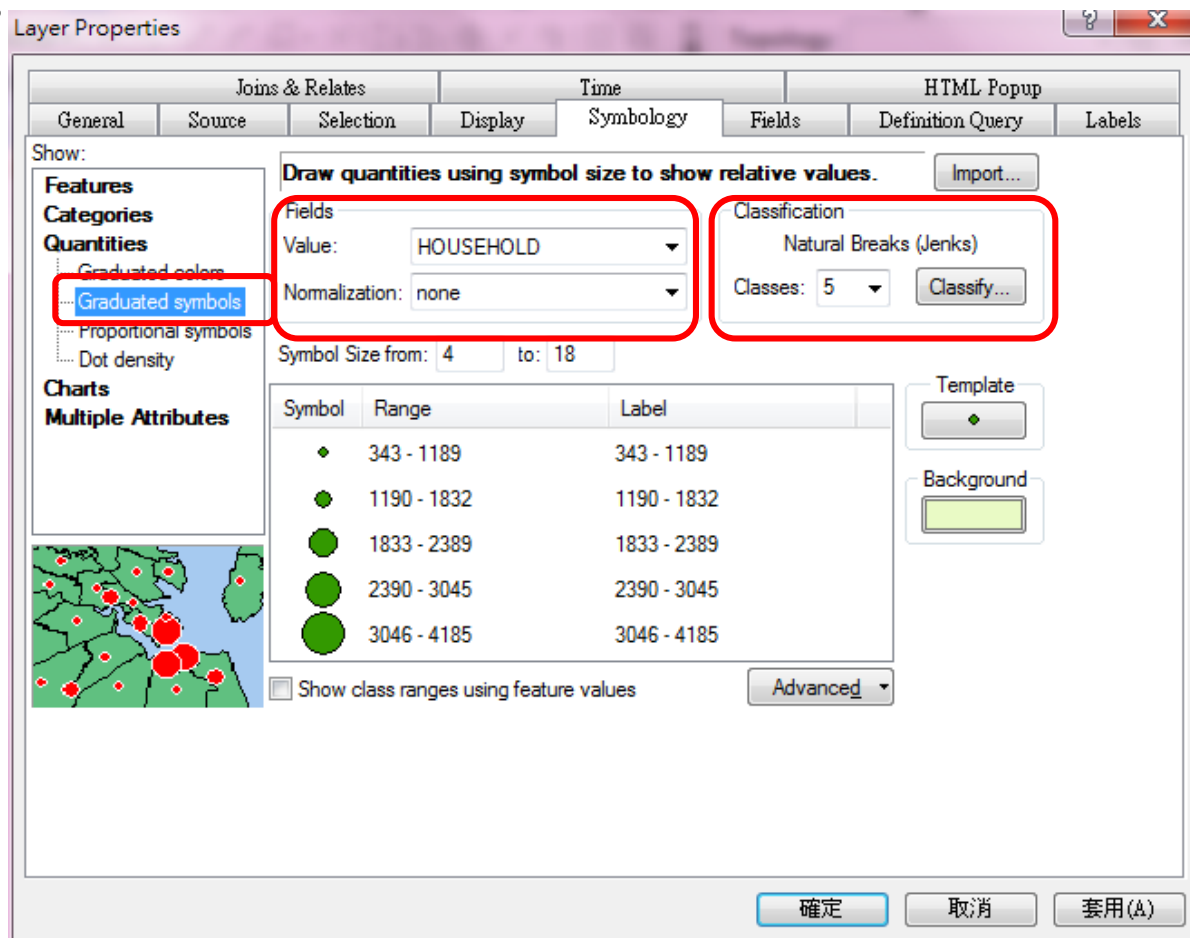 Layer Properties
Joins & Relates Time HTML Popup
General Source Selection Display Symbology Fields Definition Query Labels
Show:
Features
Categories
Quantities
Graduated colors
Graduated symbols
Proportional symbols
Dot density
Charts
Multiple Attributes
Draw quantities using symbol size to show relative values.
Import...
Fields
Value: HOUSEHOLD
Normalization: none
Classification
Natural Breaks (Jenks)
Classes: 5 Classify...
Symbol Size from: 4 to: 18
Symbol Range Label
343 - 1189 343 - 1189
1190 - 1832 1190 - 1832
1833 - 2389 1833 - 2389
2390 - 3045 2390 - 3045
3046 - 4185 3046 - 4185
Template
Background
Show class ranges using feature values
Advanced
確定 取消 套用(A)